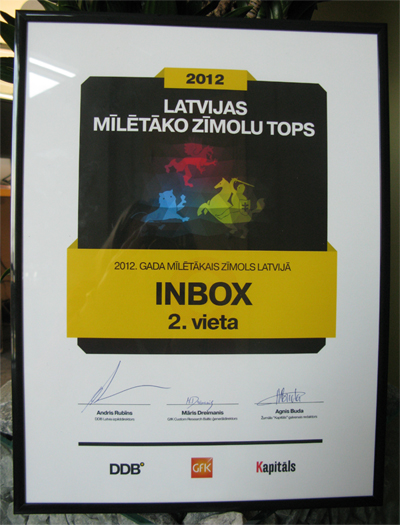 2012
LATVIJAS
MĪLĒTĀKO ZĪMOLU TOPS
2012. GADA MĪLĒTĀKAIS ZĪMOLS LATVIJĀ
INBOX
2. vieta
Andris Rubīns
Māris Dreimanis
Agnis Buda
DDB
GfK
Kapitāls